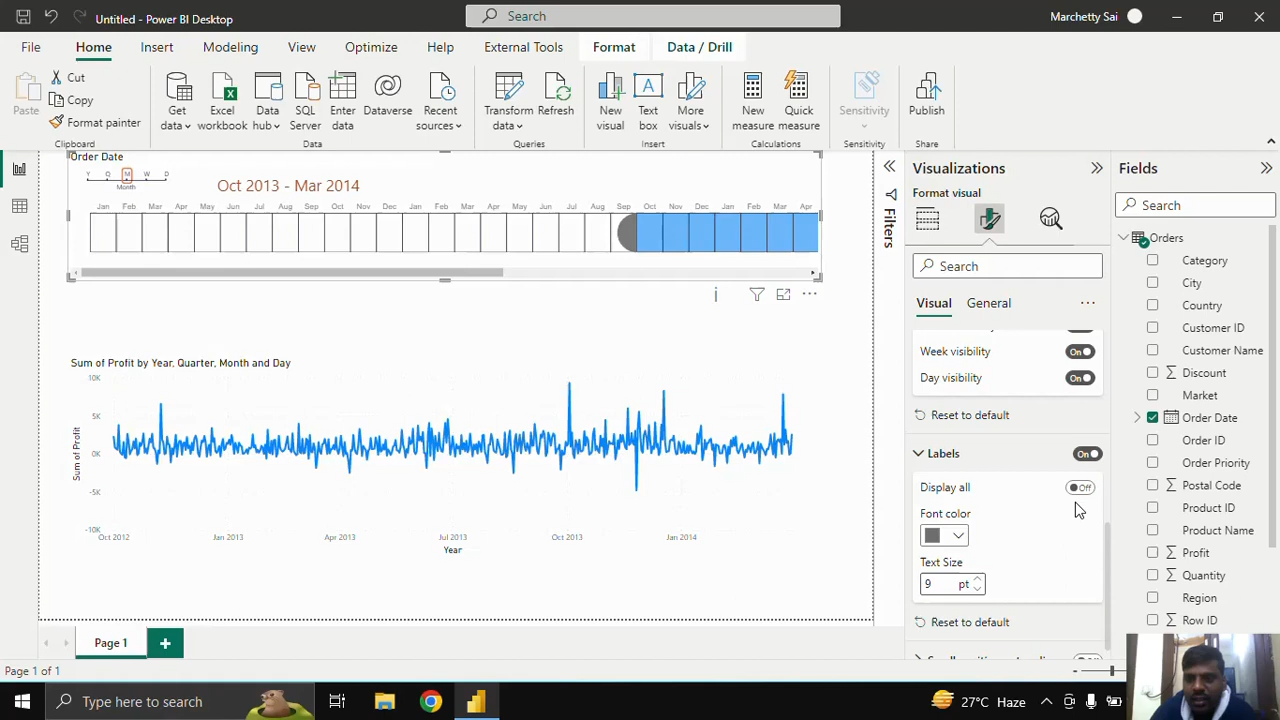 Untitled - Power BI Desktop
Search
Marchetty Sai
File
Home
Insert
Modeling
View
Optimize
Help
External Tools
Format
Data / Drill
Paste
Cut
Copy
Format painter
Clipboard
Get data
Excel workbook
Data hub
SQL Server
Enter data
Dataverse
Recent sources
Data
Transform data
Refresh
Queries
New visual
Text box
More visuals
Insert
New measure
Quick measure
Calculations
Sensitivity
Sensitivity
Publish
Share
Order Date
Y Q M W D
Month
Oct 2013 - Mar 2014
Jan Feb Mar Apr May Jun Jul Aug Sep Oct Nov Dec Jan Feb Mar Apr May Jun Jul Aug Sep Oct Nov Dec Jan Feb Mar Apr
Sum of Profit by Year, Quarter, Month and Day
10K
5K
0K
-5K
-10K
Sum of Profit
Oct 2012 Jan 2013 Apr 2013 Jul 2013 Oct 2013 Jan 2014
Year
Filters
Visualizations
Format visual
Search
Visual
General
Week visibility On
Day visibility On
Reset to default
Labels On
Display all Off
Font color
Text Size
9 pt
Reset to default
Fields
Search
Orders
Category
City
Country
Customer ID
Customer Name
Discount
Market
Order Date
Order ID
Order Priority
Postal Code
Product ID
Product Name
Profit
Quantity
Region
Row ID
Page 1
Page 1 of 1
Type here to search
27°C Haze